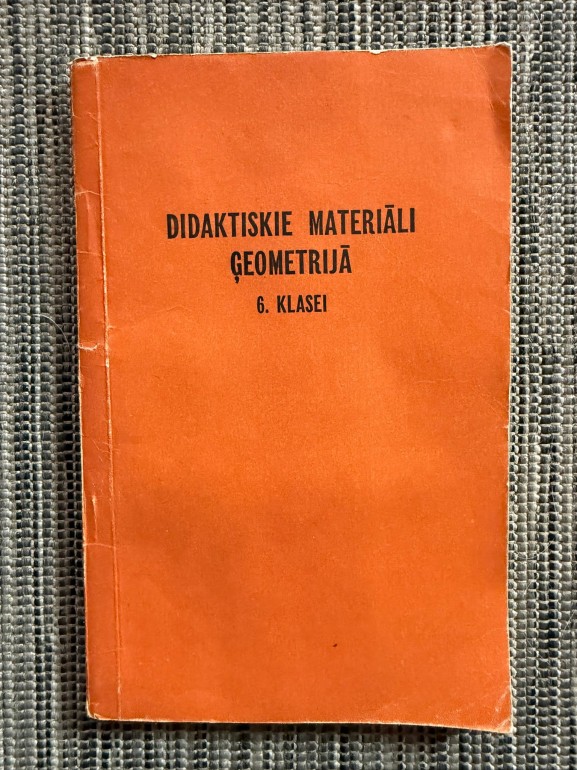 DIDAKTISKIE MATERIĀLI
ĢEOMETRIJĀ
6. KLASEI